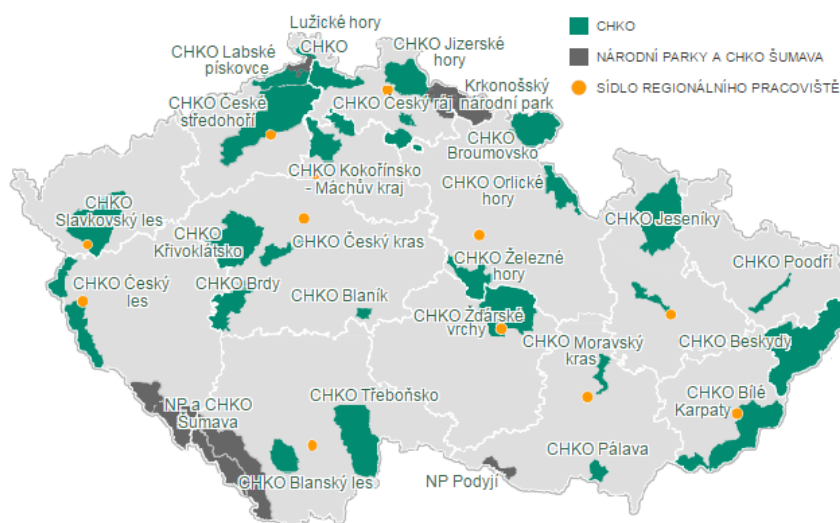 Lužické hory
CHKO
CHKO Labské
pískovce
CHKO Jizerské
hory
CHKO
NÁRODNÍ PARKY A CHKO ŠUMAVA
SÍDLO REGIONÁLNÍHO PRACOVIŠTĚ
CHKO České
středohoří
CHKO Český ráj
Krkonošský
národní park
CHKO
Broumovsko
CHKO Kokořínsko
- Máchův kraj
CHKO Orlické
hory
CHKO
Slavkovský les
CHKO
Křivoklátsko
CHKO Český kras
CHKO Jeseníky
CHKO Železné
hory
CHKO Poodří
CHKO Český
les
CHKO Brdy
CHKO Blaník
CHKO Žďárské
vrchy
CHKO Moravský
kras
CHKO Beskydy
NP a CHKO
Šumava
CHKO Třeboňsko
CHKO Bílé
Karpaty
CHKO Blanský les
NP Podyjí
CHKO Pálava